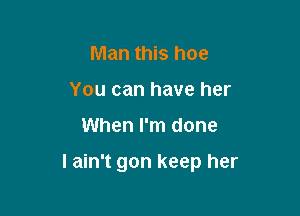 Man this hoe
You can have her
When I'm done
I ain't gon keep her